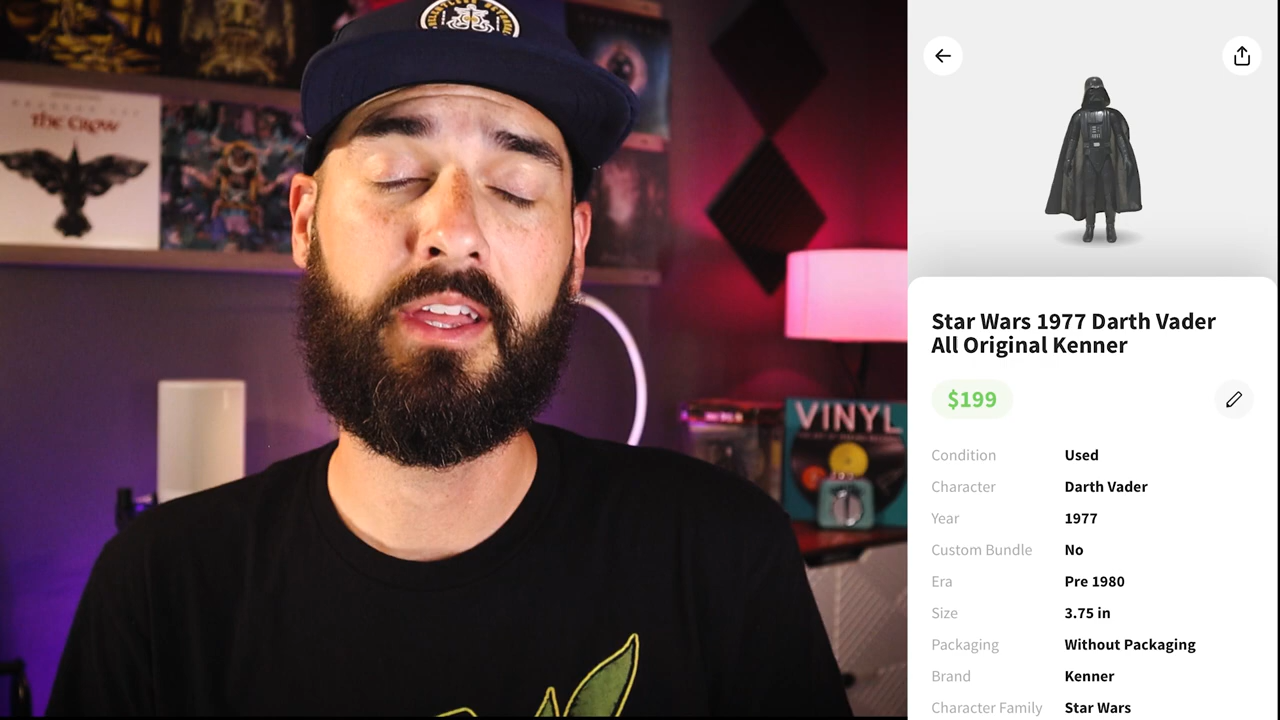 the Crow
VINYL
Star Wars 1977 Darth Vader
All Original Kenner
$199
Condition Used
Character Darth Vader
Year 1977
Custom Bundle No
Era Pre 1980
Size 3.75 in
Packaging Without Packaging
Brand Kenner
Character Family Star Wars